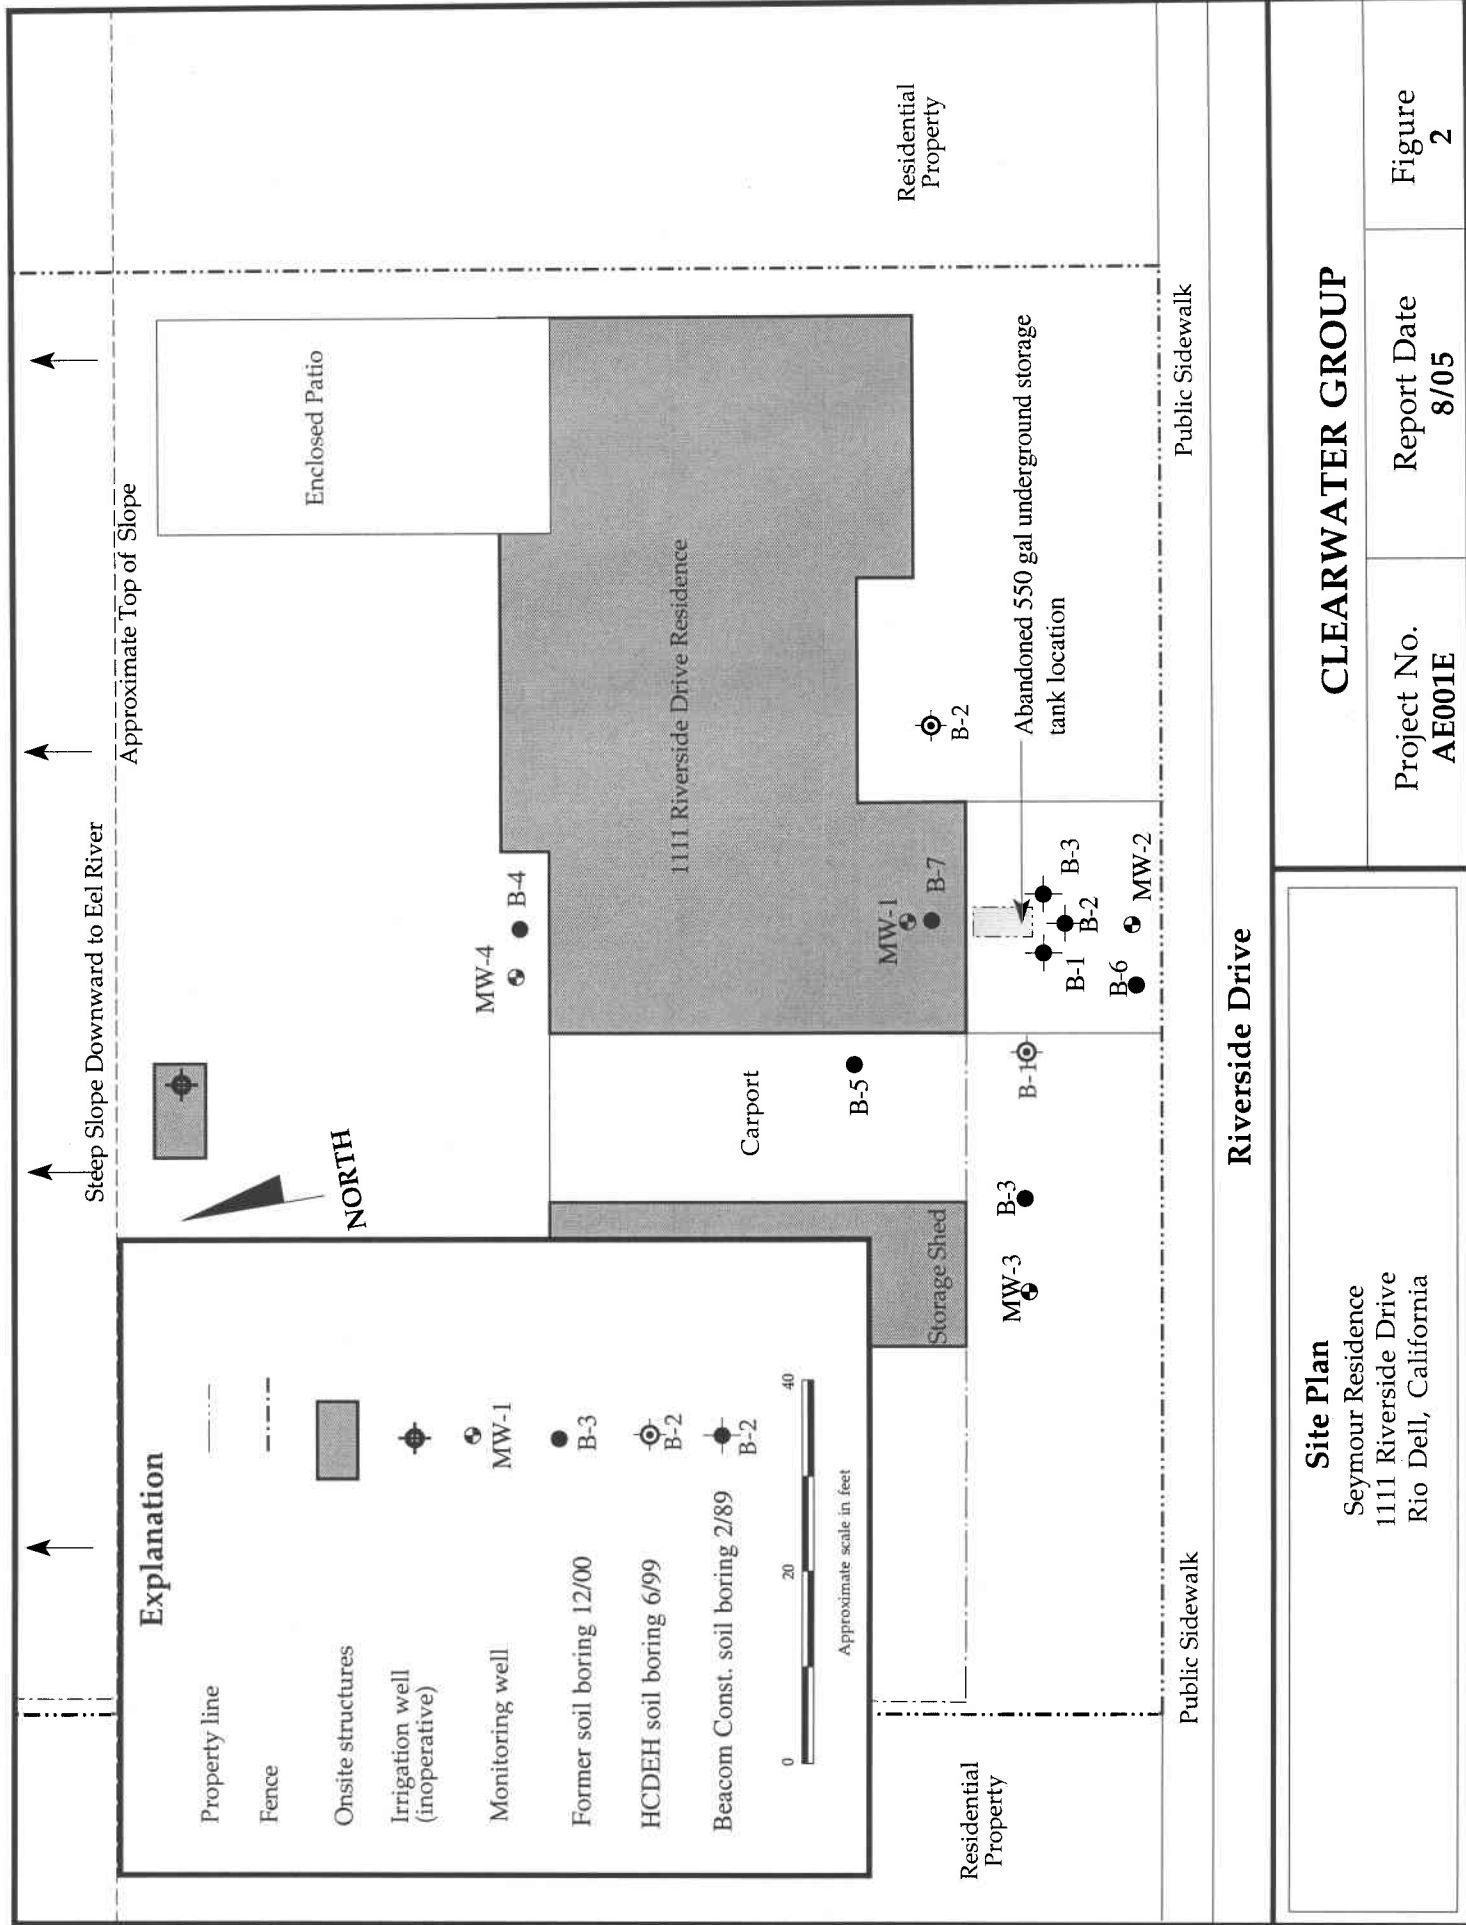 Steep Slope Downward to Eel River
Approximate Top of Slope
Enclosed Patio
Residential
Property
NORTH
MW-4
B-4
1111 Riverside Drive Residence
Carport
B-5
MW-1
B-7
B-2
Storage Shed
Abandoned 550 gal underground storage
tank location
MW-3
B-3
B-1
B-1
B-2
B-3
B-6
MW-2
Residential
Property
Public Sidewalk
Public Sidewalk
Riverside Drive
Explanation
Property line
Fence
Onsite structures
Irrigation well
(inoperative)
Monitoring well
MW-1
Former soil boring 12/00
B-3
HCDEH soil boring 6/99
B-2
Beacom Const. soil boring 2/89
B-2
0
20
40
Approximate scale in feet
Site Plan
Seymour Residence
1111 Riverside Drive
Rio Dell, California
CLEARWATER GROUP
Project No.
AE001E
Report Date
8/05
Figure
2